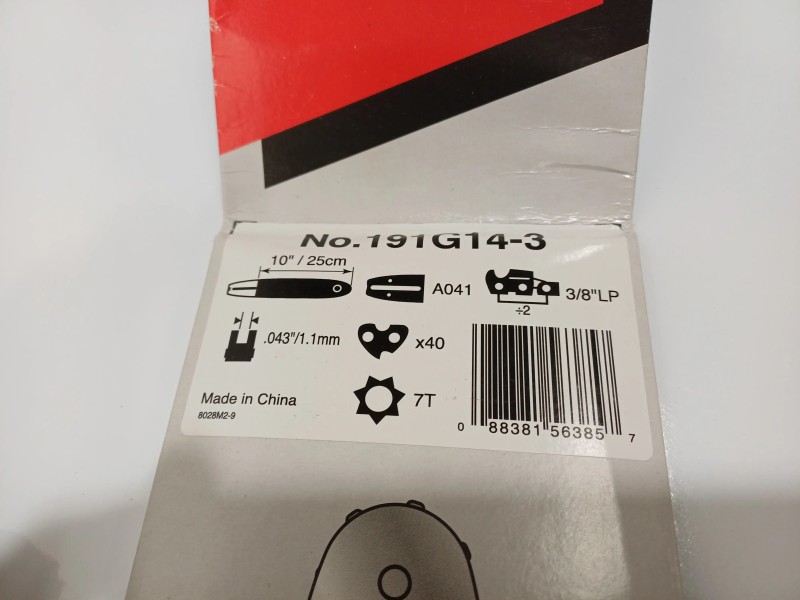 No.191G14-3
10" / 25cm
A041
3/8"LP
÷2
.043"/1.1mm
x40
7T
Made in China
8028M2-9
0 88381 56385 7